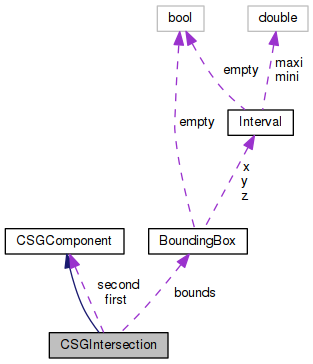 bool
double
empty
maxi
mini
Interval
empty
x
y
z
CSGComponent
BoundingBox
second
first
bounds
CSGIntersection